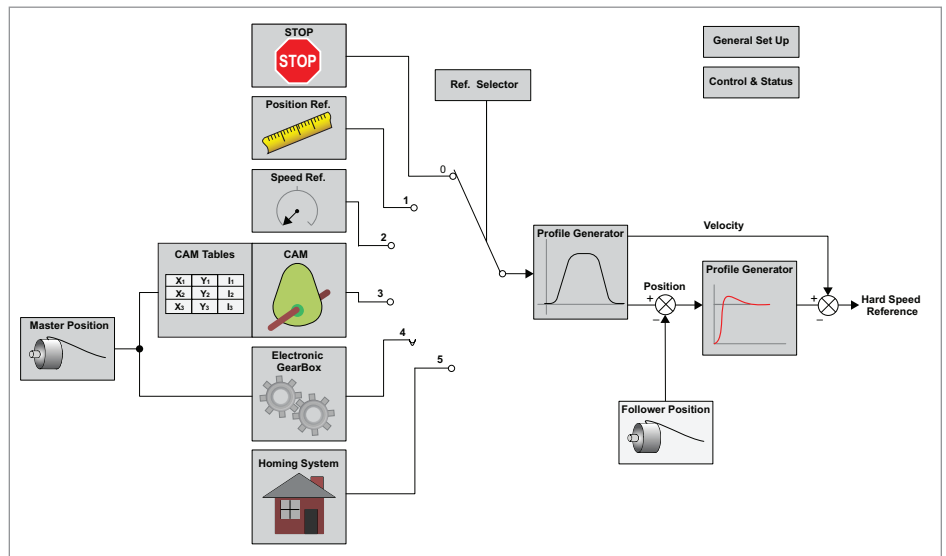 STOP
STOP
Position Ref.
Speed Ref.
CAM Tables
X1 Y1 I1
X2 Y2 I2
X3 Y3 I3
CAM
Master Position
Electronic
GearBox
Homing System
0
1
2
3
4
5
Ref. Selector
General Set Up
Control & Status
Profile Generator
Velocity
Position
+
−
Profile Generator
+
−
Hard Speed
Reference
Follower Position